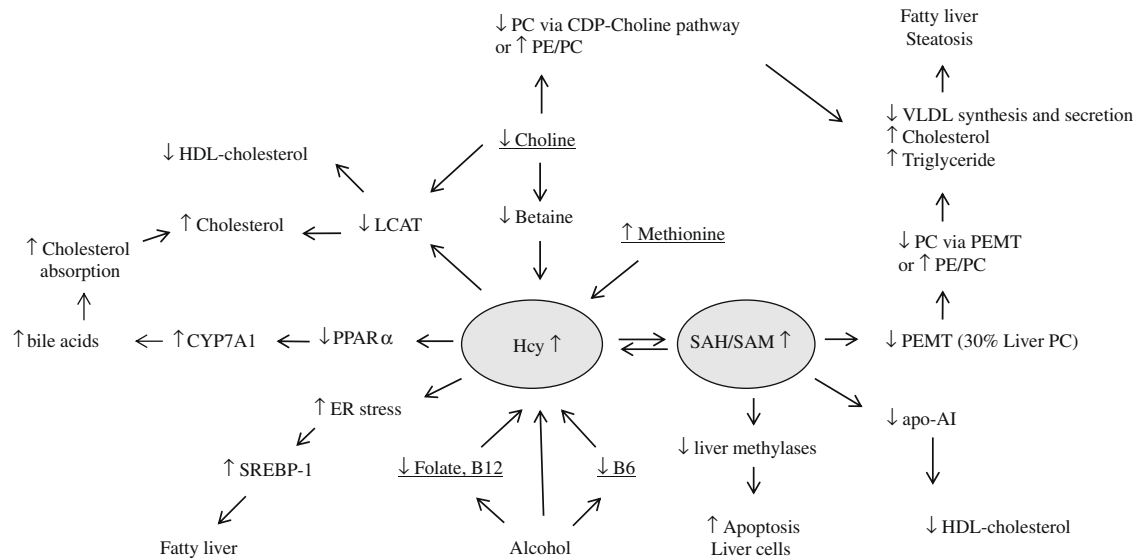 ↓ PC via CDP-Choline pathway
or ↑ PE/PC
Fatty liver
Steatosis
↓ VLDL synthesis and secretion
↑ Cholesterol
↑ Triglyceride
↓ Choline
↓ HDL-cholesterol
↑ Cholesterol
↓ LCAT
↓ Betaine
↑ Methionine
↑ Cholesterol
absorption
↓ PC via PEMT
or ↑ PE/PC
↑ bile acids
↑ CYP7A1
↓ PPAR α
Hcy ↑
SAH/SAM ↑
↓ PEMT (30% Liver PC)
↑ ER stress
↓ apo-AI
↑ SREBP-1
↓ Folate, B12
↓ B6
↓ liver methylases
Fatty liver
Alcohol
↑ Apoptosis
Liver cells
↓ HDL-cholesterol